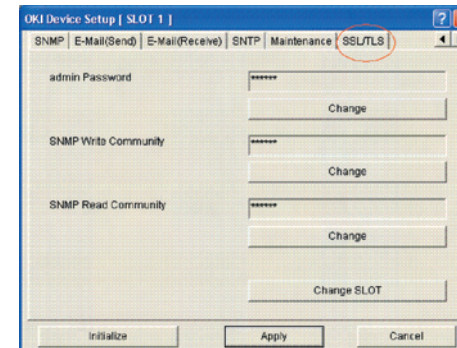 OKI Device Setup [ SLOT 1 ]
SNMP E-Mail(Send) E-Mail(Receive) SNTP Maintenance SSL/TLS
admin Password ******
Change
SNMP Write Community ******
Change
SNMP Read Community ******
Change
Change SLOT
Initialize Apply Cancel